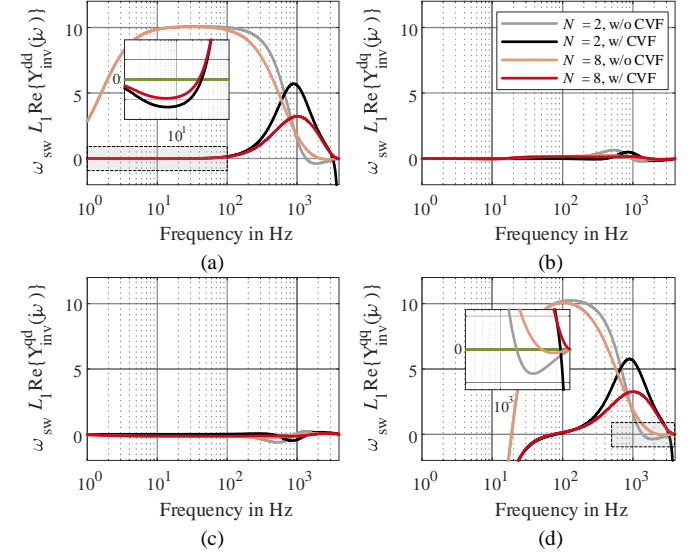 10
5
0
ω_sw L_1 Re{Y_inv^dd(jω)}
0
10^1
10^0
10^1
10^2
10^3
Frequency in Hz
(a)
N = 2, w/o CVF
N = 2, w/ CVF
N = 8, w/o CVF
N = 8, w/ CVF
10
5
0
ω_sw L_1 Re{Y_inv^dq(jω)}
10^0
10^1
10^2
10^3
Frequency in Hz
(b)
10
5
0
ω_sw L_1 Re{Y_inv^qd(jω)}
10^0
10^1
10^2
10^3
Frequency in Hz
(c)
10
5
0
ω_sw L_1 Re{Y_inv^qq(jω)}
0
10^3
10^0
10^1
10^2
10^3
Frequency in Hz
(d)